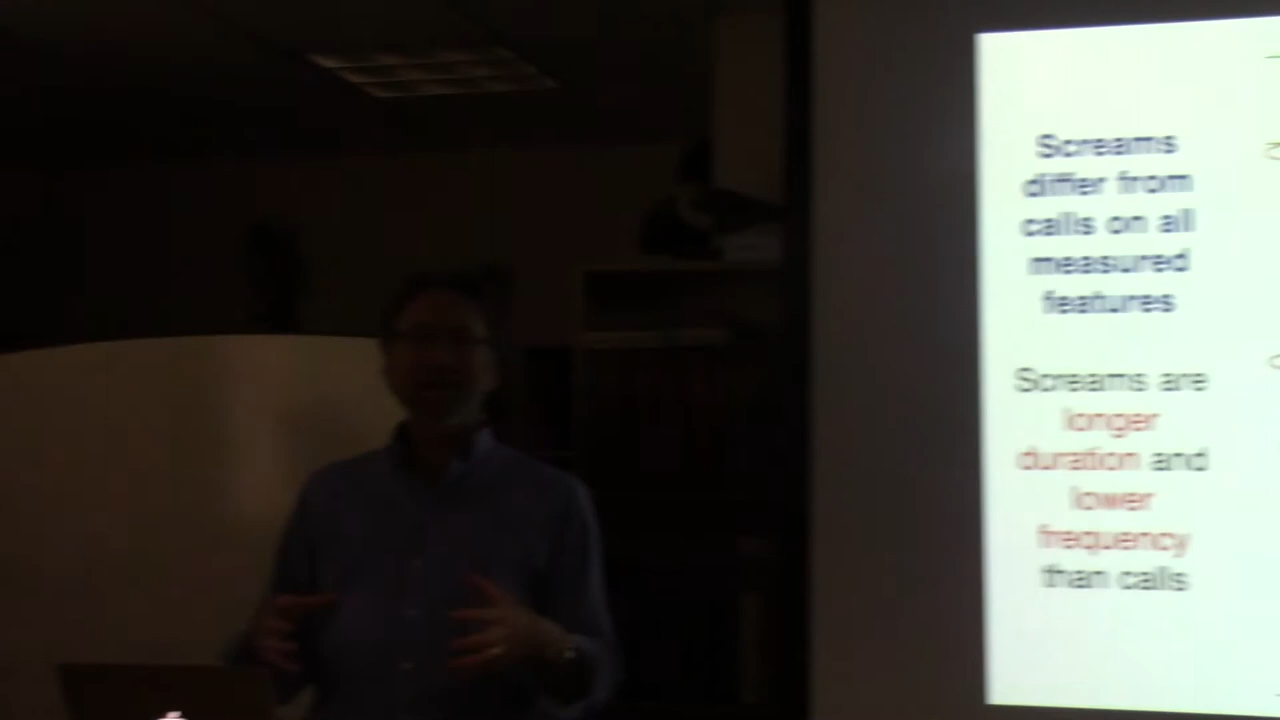 Screams
differ from
calls on all
measured
features
Screams are
longer
duration and
lower
frequency
than calls